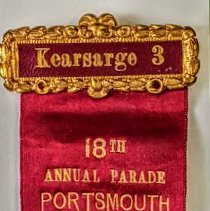 Kearsarge 3
18TH
ANNUAL PARADE
PORTSMOUTH